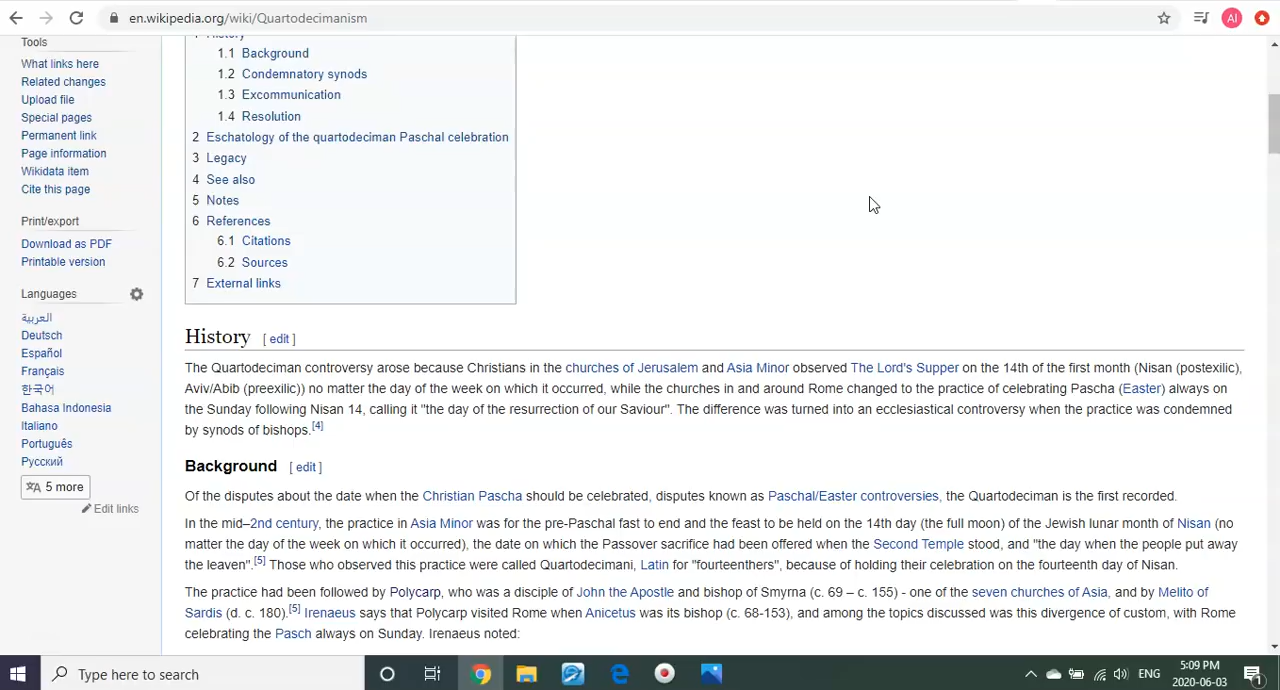 en.wikipedia.org/wiki/Quartodecimanism
AI
Tools
What links here
Related changes
Upload file
Special pages
Permanent link
Page information
Wikidata item
Cite this page
Print/export
Download as PDF
Printable version
Languages
العربية
Deutsch
Español
Français
한국어
Bahasa Indonesia
Italiano
Português
Русский
5 more
Edit links
1 History
1.1 Background
1.2 Condemnatory synods
1.3 Excommunication
1.4 Resolution
2 Eschatology of the quartodeciman Paschal celebration
3 Legacy
4 See also
5 Notes
6 References
6.1 Citations
6.2 Sources
7 External links
History [ edit ]
The Quartodeciman controversy arose because Christians in the churches of Jerusalem and Asia Minor observed The Lord's Supper on the 14th of the first month (Nisan (postexilic),
Aviv/Abib (preexilic)) no matter the day of the week on which it occurred, while the churches in and around Rome changed to the practice of celebrating Pascha (Easter) always on
the Sunday following Nisan 14, calling it "the day of the resurrection of our Saviour". The difference was turned into an ecclesiastical controversy when the practice was condemned
by synods of bishops.[4]
Background [ edit ]
Of the disputes about the date when the Christian Pascha should be celebrated, disputes known as Paschal/Easter controversies, the Quartodeciman is the first recorded.
In the mid–2nd century, the practice in Asia Minor was for the pre-Paschal fast to end and the feast to be held on the 14th day (the full moon) of the Jewish lunar month of Nisan (no
matter the day of the week on which it occurred), the date on which the Passover sacrifice had been offered when the Second Temple stood, and "the day when the people put away
the leaven".[5] Those who observed this practice were called Quartodecimani, Latin for "fourteenthers", because of holding their celebration on the fourteenth day of Nisan.
The practice had been followed by Polycarp, who was a disciple of John the Apostle and bishop of Smyrna (c. 69 – c. 155) - one of the seven churches of Asia, and by Melito of
Sardis (d. c. 180).[5] Irenaeus says that Polycarp visited Rome when Anicetus was its bishop (c. 68-153), and among the topics discussed was this divergence of custom, with Rome
celebrating the Pasch always on Sunday. Irenaeus noted:
Type here to search
ENG
5:09 PM
2020-06-03
1